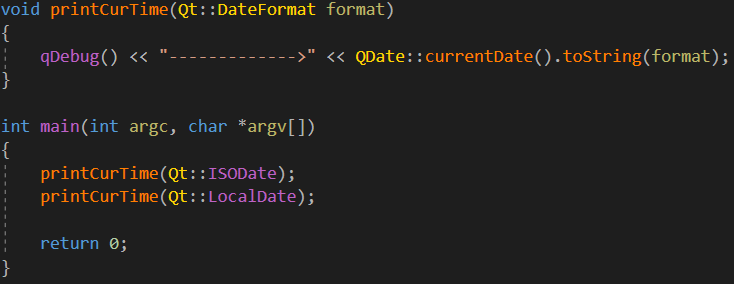 void printCurTime(Qt::DateFormat format)
{
    qDebug() << "------------->" << QDate::currentDate().toString(format);
}

int main(int argc, char *argv[])
{
    printCurTime(Qt::ISODate);
    printCurTime(Qt::LocalDate);

    return 0;
}